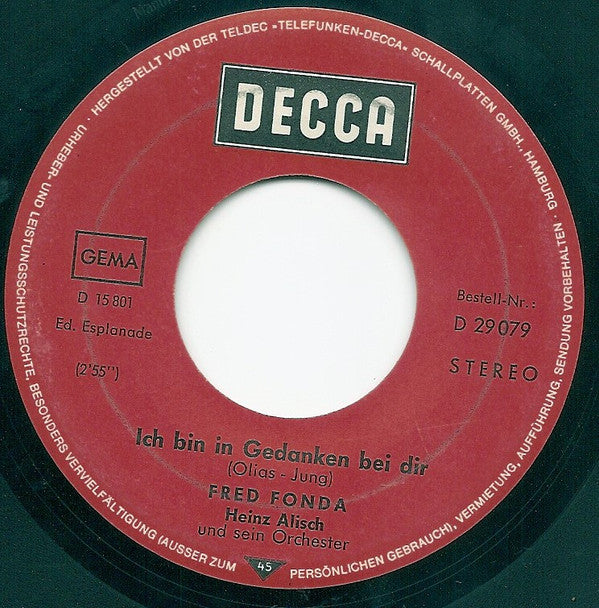 URHEBER- UND LEISTUNGSSCHUTZRECHTE, BESONDERS VERVIELFÄLTIGUNG (AUSSER ZUM PERSÖNLICHEN GEBRAUCH), VERMIETUNG, AUFFÜHRUNG, SENDUNG VORBEHALTEN · HERGESTELLT VON DER TELDEC »TELEFUNKEN-DECCA« SCHALLPLATTEN GMBH., HAMBURG ·
DECCA
GEMA
D 15 801
Ed. Esplanade
(2'55'')
Bestell-Nr.:
D 29 079
STEREO
Ich bin in Gedanken bei dir
(Olias - Jung)
FRED FONDA
Heinz Alisch
und sein Orchester
45